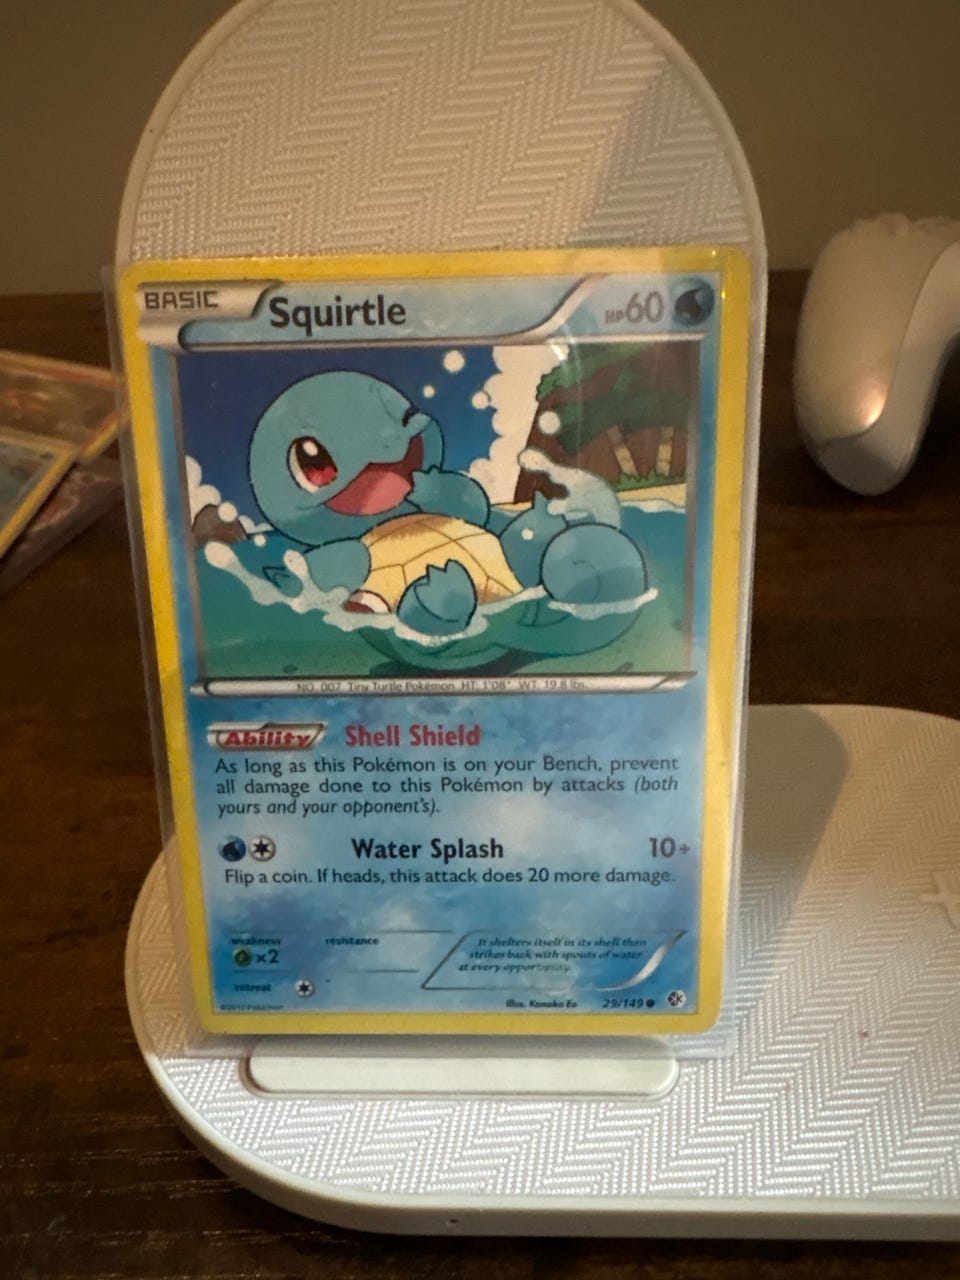 BASIC Squirtle HP60
NO. 007 Tiny Turtle Pokémon HT: 1'08" WT: 19.8 lbs.
Ability Shell Shield
As long as this Pokémon is on your Bench, prevent
all damage done to this Pokémon by attacks (both
yours and your opponent's).
Water Splash 10+
Flip a coin. If heads, this attack does 20 more damage.
weakness resistance
×2
retreat
It shelters itself in its shell then
strikes back with spouts of water
at every opportunity.
©2012 Pokémon
Illus. Kanako Eo 29/149